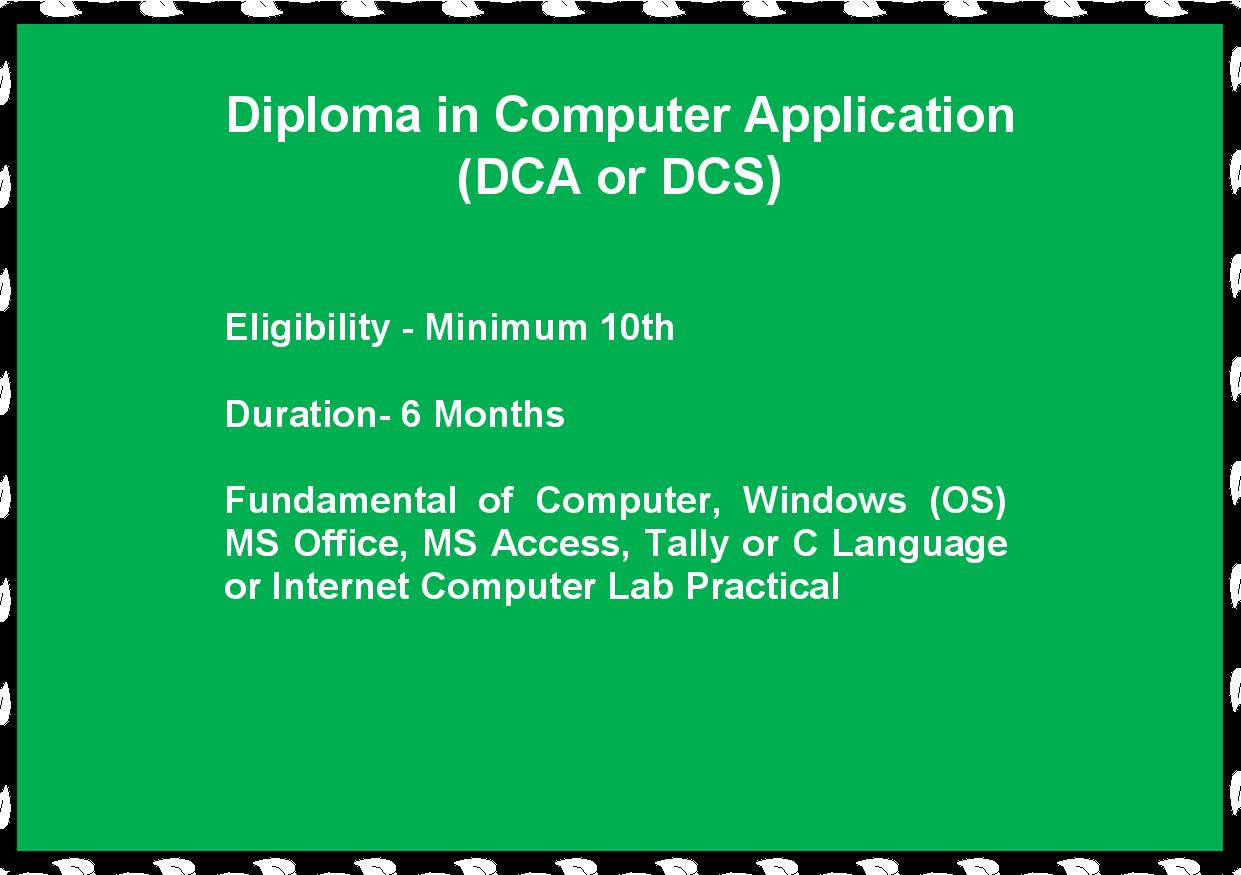 Diploma in Computer Application
(DCA or DCS)
Eligibility - Minimum 10th
Duration- 6 Months
Fundamental of Computer, Windows (OS)
MS Office, MS Access, Tally or C Language
or Internet Computer Lab Practical